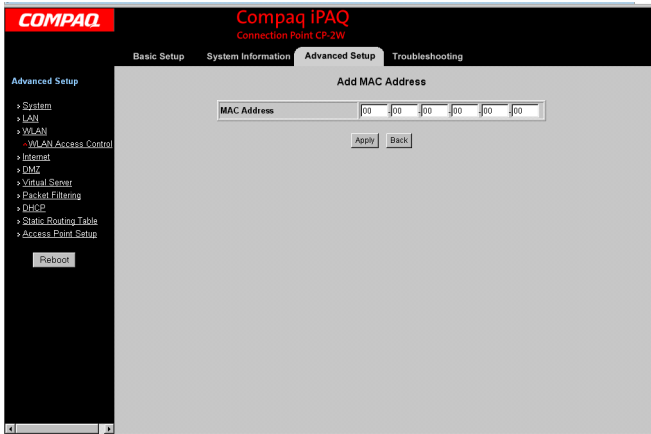 COMPAQ
Compaq iPAQ
Connection Point CP-2W
Basic Setup System Information Advanced Setup Troubleshooting
Advanced Setup
System
LAN
WLAN
WLAN Access Control
Internet
DMZ
Virtual Server
Packet Filtering
DHCP
Static Routing Table
Access Point Setup
Reboot
Add MAC Address
MAC Address 00 -00 -00 -00 -00 -00
Apply Back